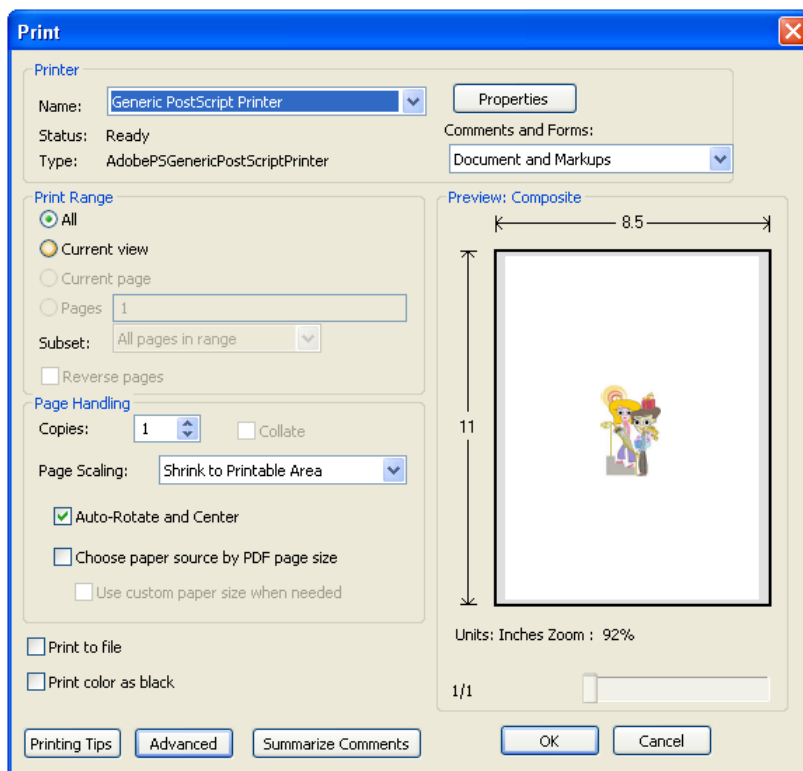 Print
Printer
Name: Generic PostScript Printer
Properties
Status: Ready
Comments and Forms:
Type: AdobePSGenericPostScriptPrinter
Document and Markups
Print Range
All
Current view
Current page
Pages 1
Subset: All pages in range
Reverse pages
Page Handling
Copies: 1 Collate
Page Scaling: Shrink to Printable Area
Auto-Rotate and Center
Choose paper source by PDF page size
Use custom paper size when needed
Print to file
Print color as black
Preview: Composite
8.5
11
Units: Inches Zoom : 92%
1/1
Printing Tips Advanced Summarize Comments OK Cancel